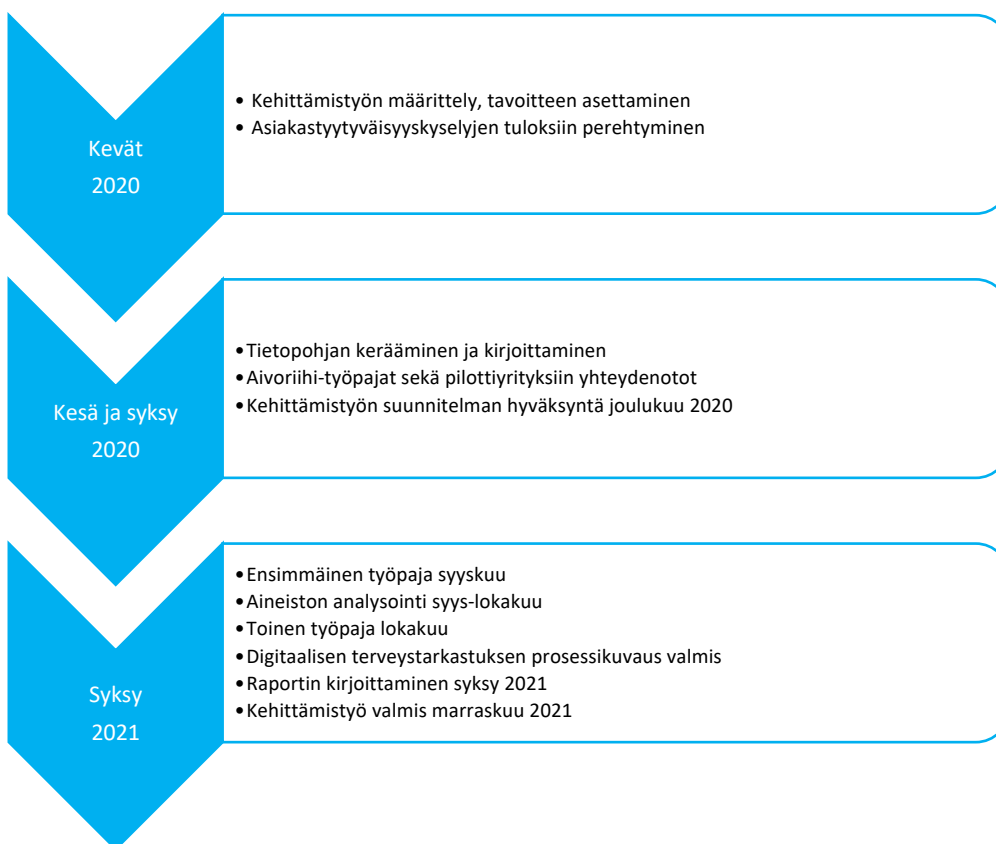 Kevät
2020
• Kehittämistyön määrittely, tavoitteen asettaminen
• Asiakastyytyväisyyskyselyjen tuloksiin perehtyminen
Kesä ja syksy
2020
•Tietopohjan kerääminen ja kirjoittaminen
•Aivoriihi-työpajat sekä pilottiyrityksiin yhteydenotot
•Kehittämistyön suunnitelman hyväksyntä joulukuu 2020
Syksy
2021
•Ensimmäinen työpaja syyskuu
•Aineiston analysointi syys-lokakuu
•Toinen työpaja lokakuu
•Digitaalisen terveystarkastuksen prosessikuvaus valmis
•Raportin kirjoittaminen syksy 2021
•Kehittämistyö valmis marraskuu 2021